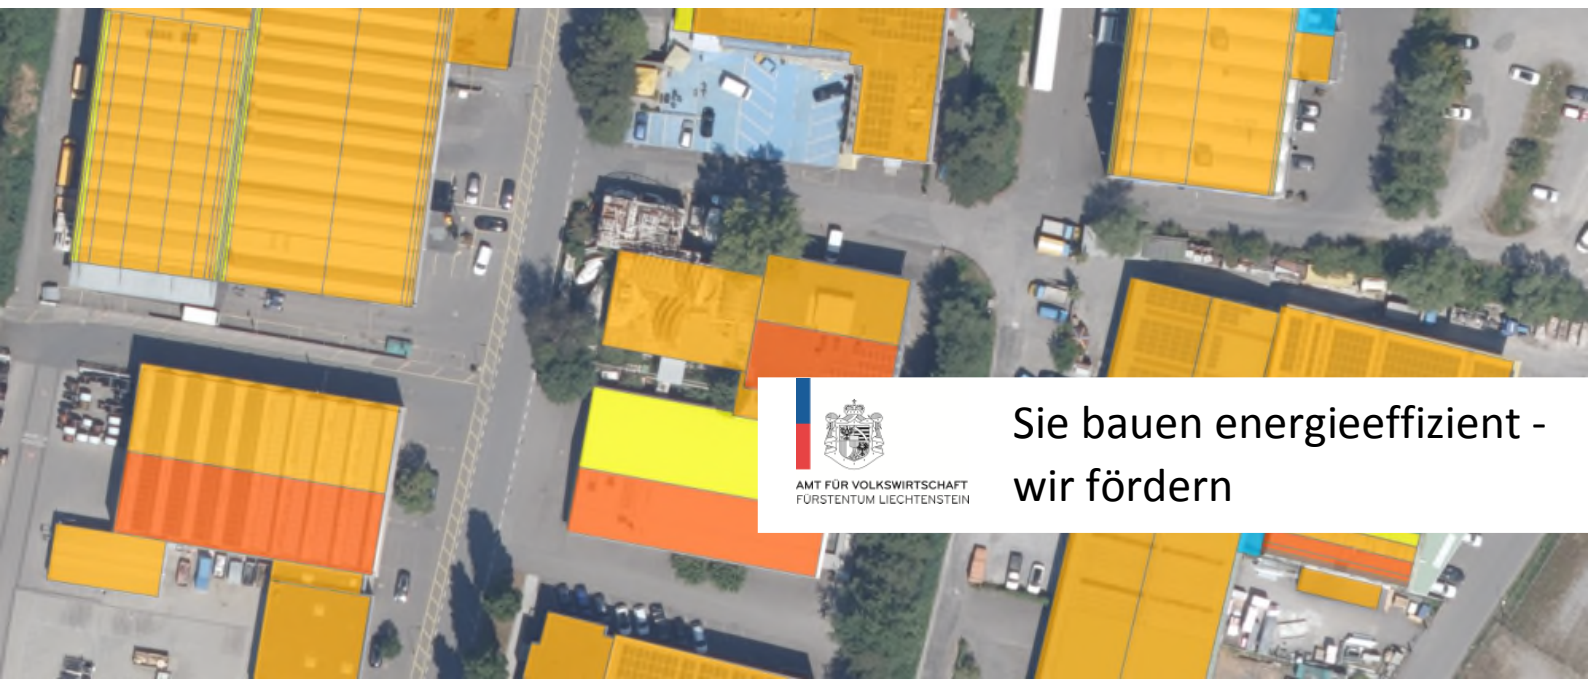 Sie bauen energieeffizient -
wir fördern
AMT FÜR VOLKSWIRTSCHAFT
FÜRSTENTUM LIECHTENSTEIN